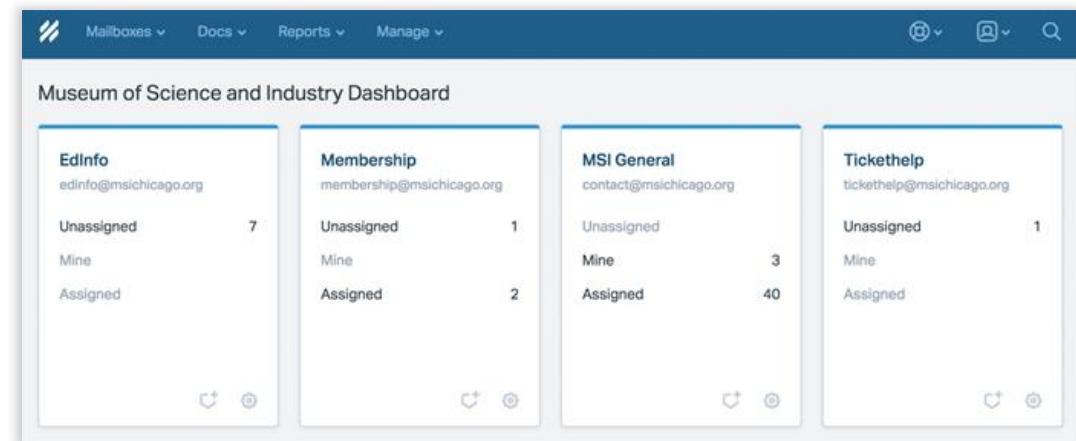 Mailboxes Docs Reports Manage
Museum of Science and Industry Dashboard
EdInfo
edinfo@msichicago.org
Unassigned 7
Mine
Assigned
Membership
membership@msichicago.org
Unassigned 1
Mine
Assigned 2
MSI General
contact@msichicago.org
Unassigned
Mine 3
Assigned 40
Tickethelp
tickethelp@msichicago.org
Unassigned 1
Mine
Assigned